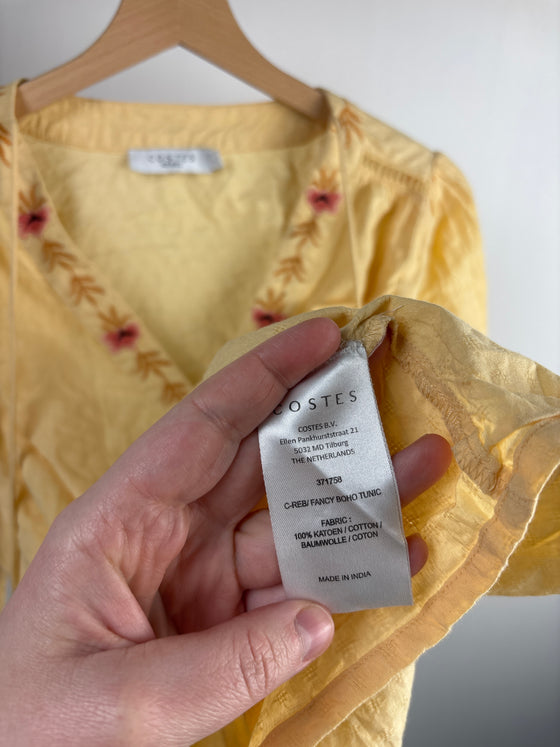 COSTES
COSTES
COSTES B.V.
Ellen Pankhurststraat 21
5032 MD Tilburg
THE NETHERLANDS
371758
C-REB/ FANCY BOHO TUNIC
FABRIC :
100% KATOEN / COTTON /
BAUMWOLLE / COTON
MADE IN INDIA